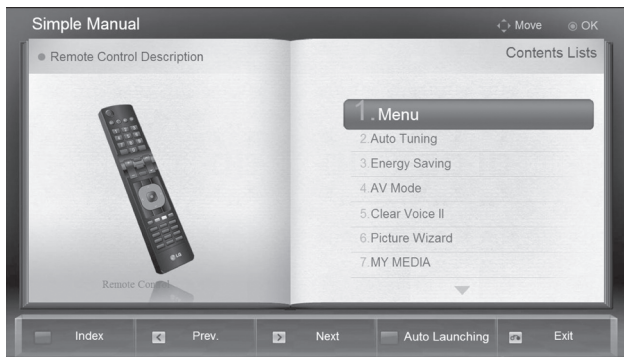 Simple Manual
Move OK
Remote Control Description
Contents Lists
1.Menu
2.Auto Tuning
3.Energy Saving
4.AV Mode
5.Clear Voice II
6.Picture Wizard
7.MY MEDIA
LG
Remote Control
Index Prev. Next Auto Launching Exit